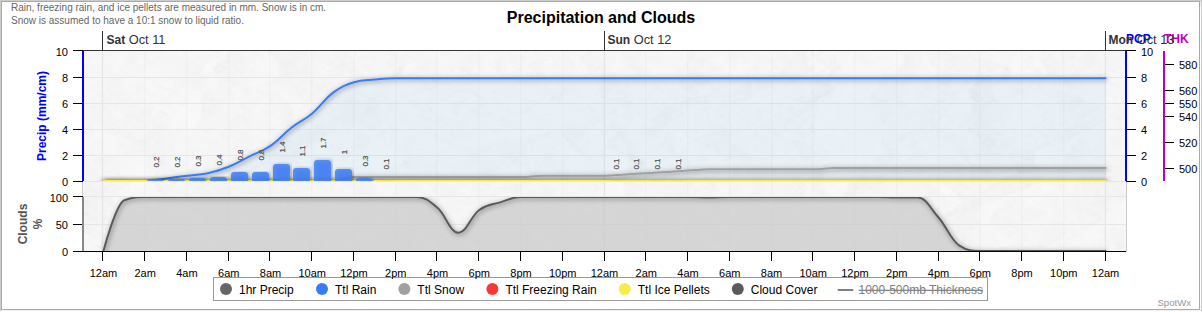 Rain, freezing rain, and ice pellets are measured in mm. Snow is in cm.
Snow is assumed to have a 10:1 snow to liquid ratio.
Precipitation and Clouds
Sat Oct 11
Sun Oct 12
Mon Oct 13
PCP
THK
Precip (mm/cm)
10
8
6
4
2
0
0.2 0.2 0.3 0.4 0.8 0.8 1.4 1.1 1.7 1 0.3 0.1 0.1 0.1 0.1 0.1
10
8
6
4
2
0
580
560
550
540
520
500
Clouds
%
100
50
0
12am 2am 4am 6am 8am 10am 12pm 2pm 4pm 6pm 8pm 10pm 12am 2am 4am 6am 8am 10am 12pm 2pm 4pm 6pm 8pm 10pm 12am
1hr Precip Ttl Rain Ttl Snow Ttl Freezing Rain Ttl Ice Pellets Cloud Cover 1000-500mb Thickness
SpotWx